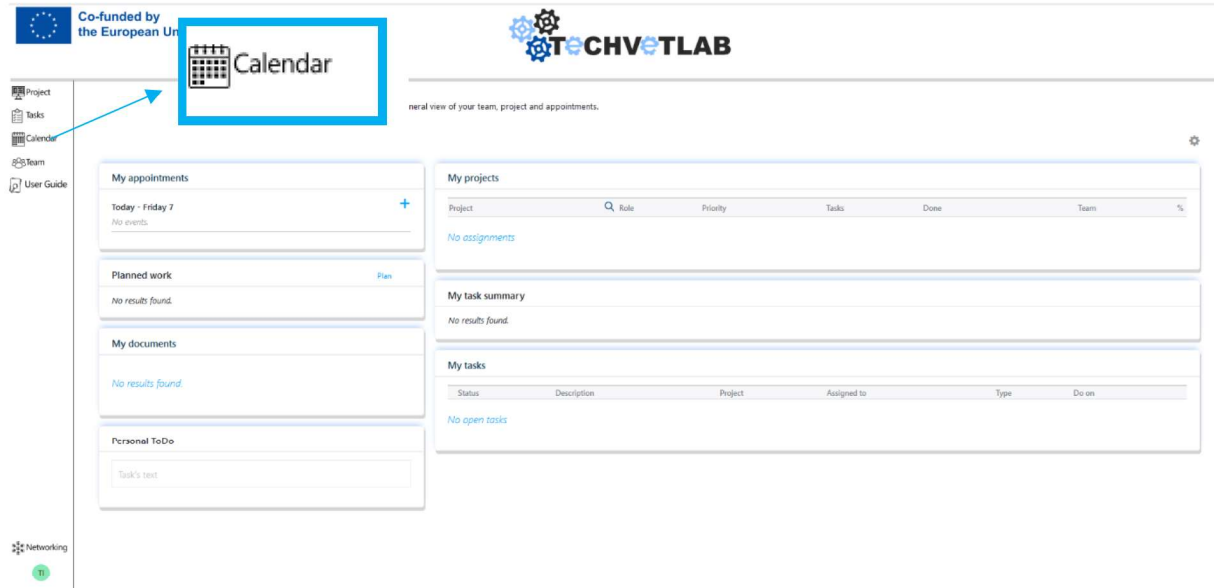 Co-funded by
the European Un
Calendar
TeCHVeTLAB
Project
Tasks
Calendar
Team
User Guide
neral view of your team, project and appointments.
My appointments
Today - Friday 7
+
No events.
Planned work
Plan
No results found.
My documents
No results found.
Personal ToDo
Task's text
My projects
Project Role Priority Tasks Done Team %
No assignments
My task summary
No results found.
My tasks
Status Description Project Assigned to Type Do on
No open tasks
Networking